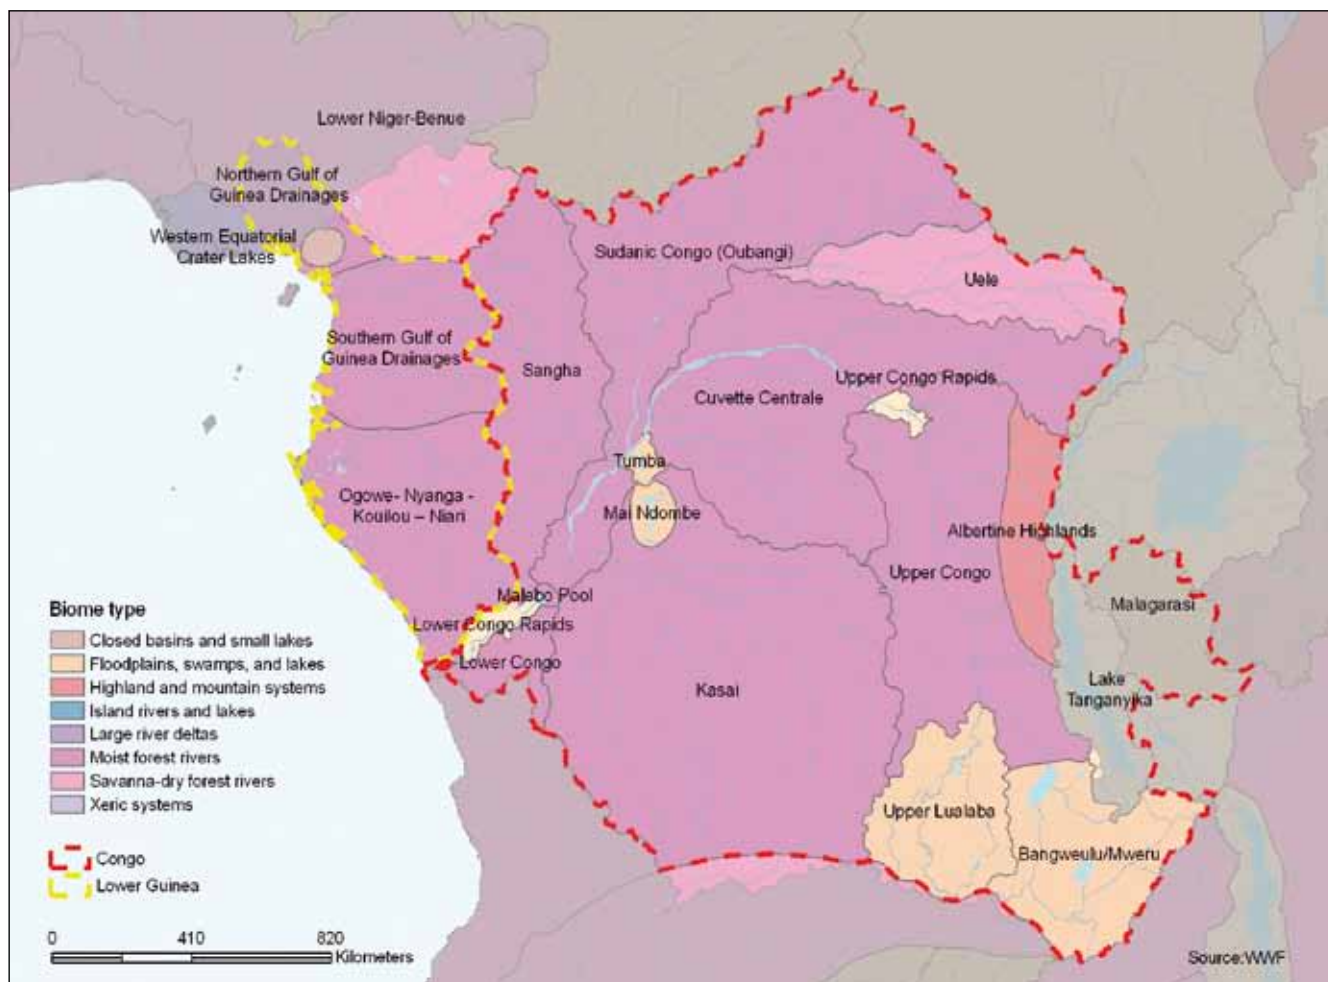 Lower Niger-Benue
Northern Gulf of
Guinea Drainages
Western Equatorial
Crater Lakes
Sudanic Congo (Oubangi)
Uele
Southern Gulf of
Guinea Drainages
Sangha
Upper Congo Rapids
Cuvette Centrale
Tumba
Mai Ndombe
Ogowe- Nyanga -
Kouilou – Niari
Albertine Highlands
Upper Congo
Malagarasi
Malebo Pool
Lower Congo Rapids
Lower Congo
Kasai
Lake
Tanganyika
Upper Lualaba
Bangweulu/Mweru
Biome type
Closed basins and small lakes
Floodplains, swamps, and lakes
Highland and mountain systems
Island rivers and lakes
Large river deltas
Moist forest rivers
Savanna-dry forest rivers
Xeric systems
Congo
Lower Guinea
0 410 820
Kilometers
Source:WWF